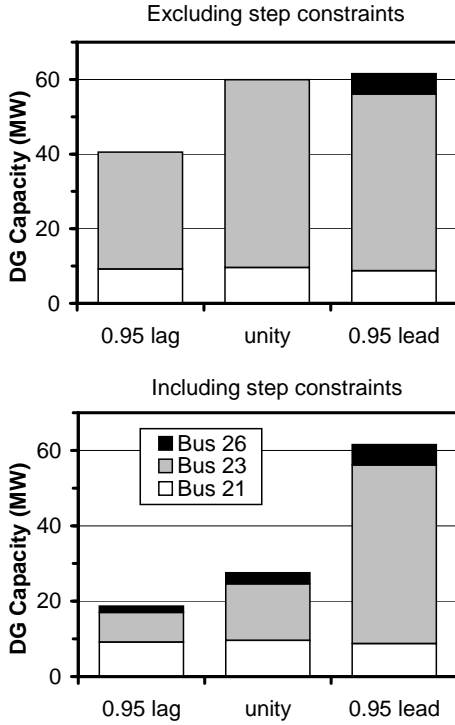 Excluding step constraints
DG Capacity (MW)
60
40
20
0
0.95 lag unity 0.95 lead
Including step constraints
DG Capacity (MW)
60
40
20
0
Bus 26
Bus 23
Bus 21
0.95 lag unity 0.95 lead